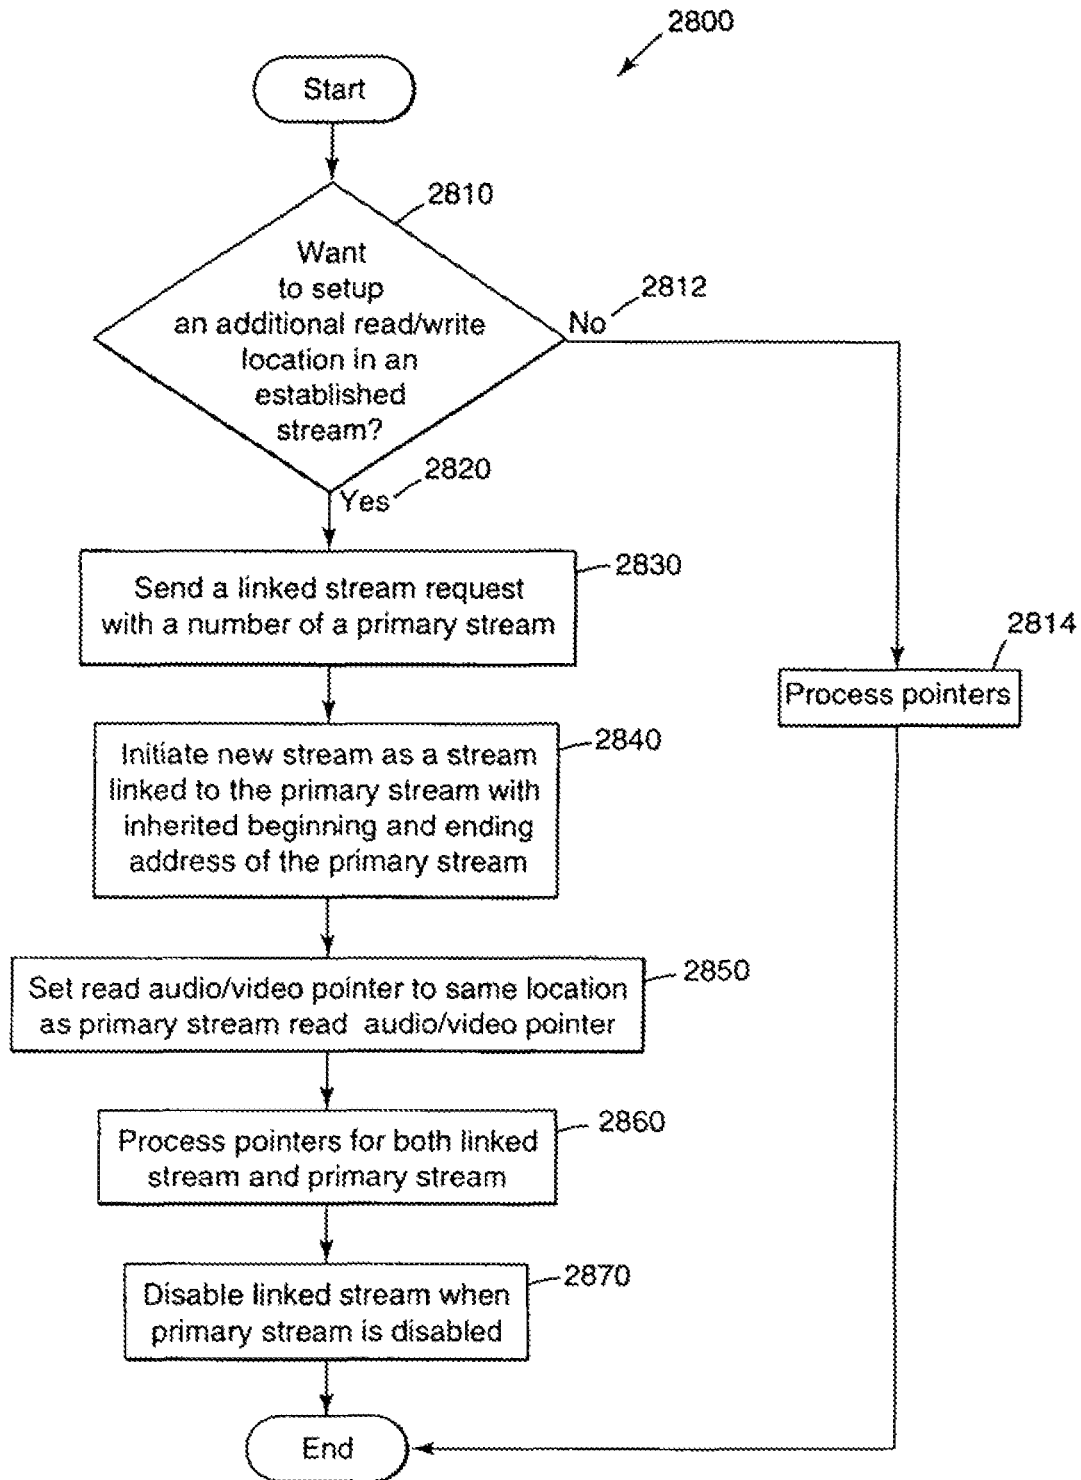 2800
Start
2810
Want
to setup
an additional read/write
location in an
established
stream?
No
2812
2820
Yes
2830
Send a linked stream request
with a number of a primary stream
2814
Process pointers
2840
Initiate new stream as a stream
linked to the primary stream with
inherited beginning and ending
address of the primary stream
2850
Set read audio/video pointer to same location
as primary stream read audio/video pointer
2860
Process pointers for both linked
stream and primary stream
2870
Disable linked stream when
primary stream is disabled
End